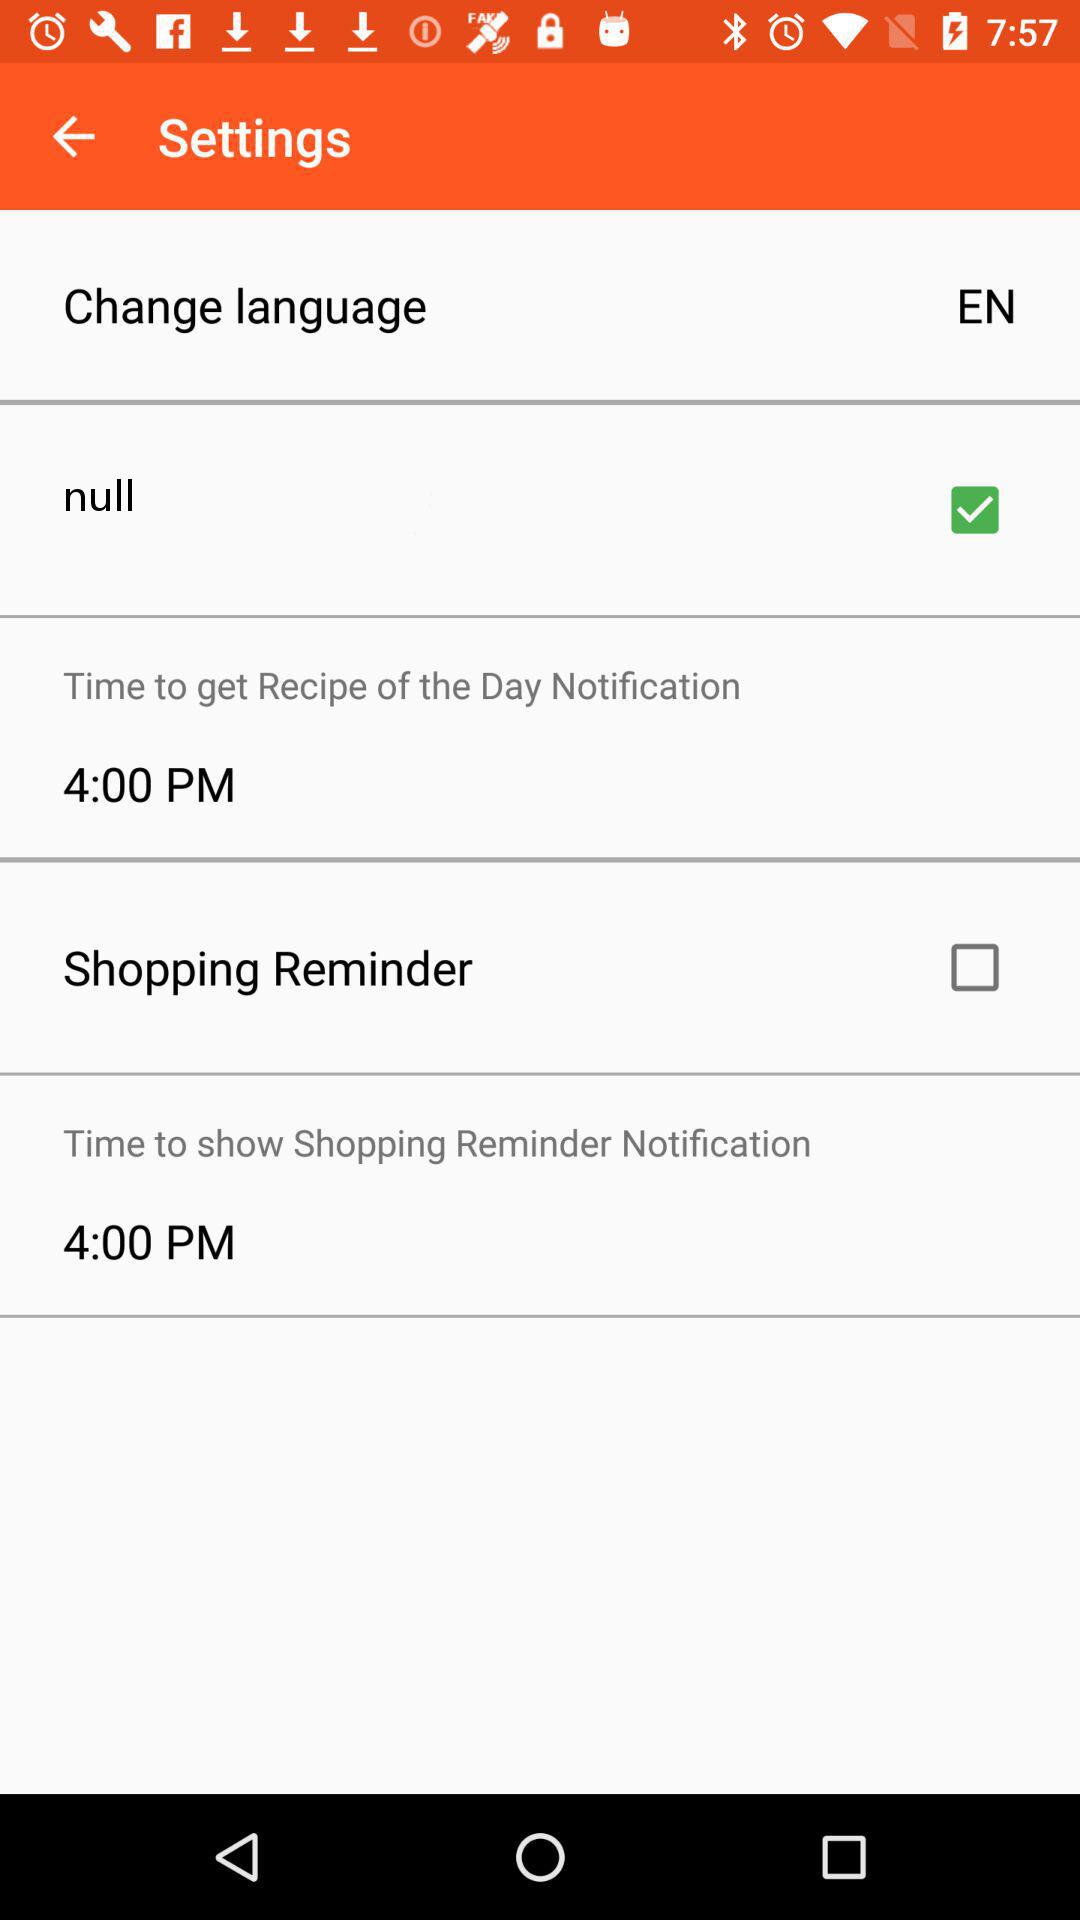 FAKE
7:57
Settings
Change language EN
null
Time to get Recipe of the Day Notification
4:00 PM
Shopping Reminder
Time to show Shopping Reminder Notification
4:00 PM